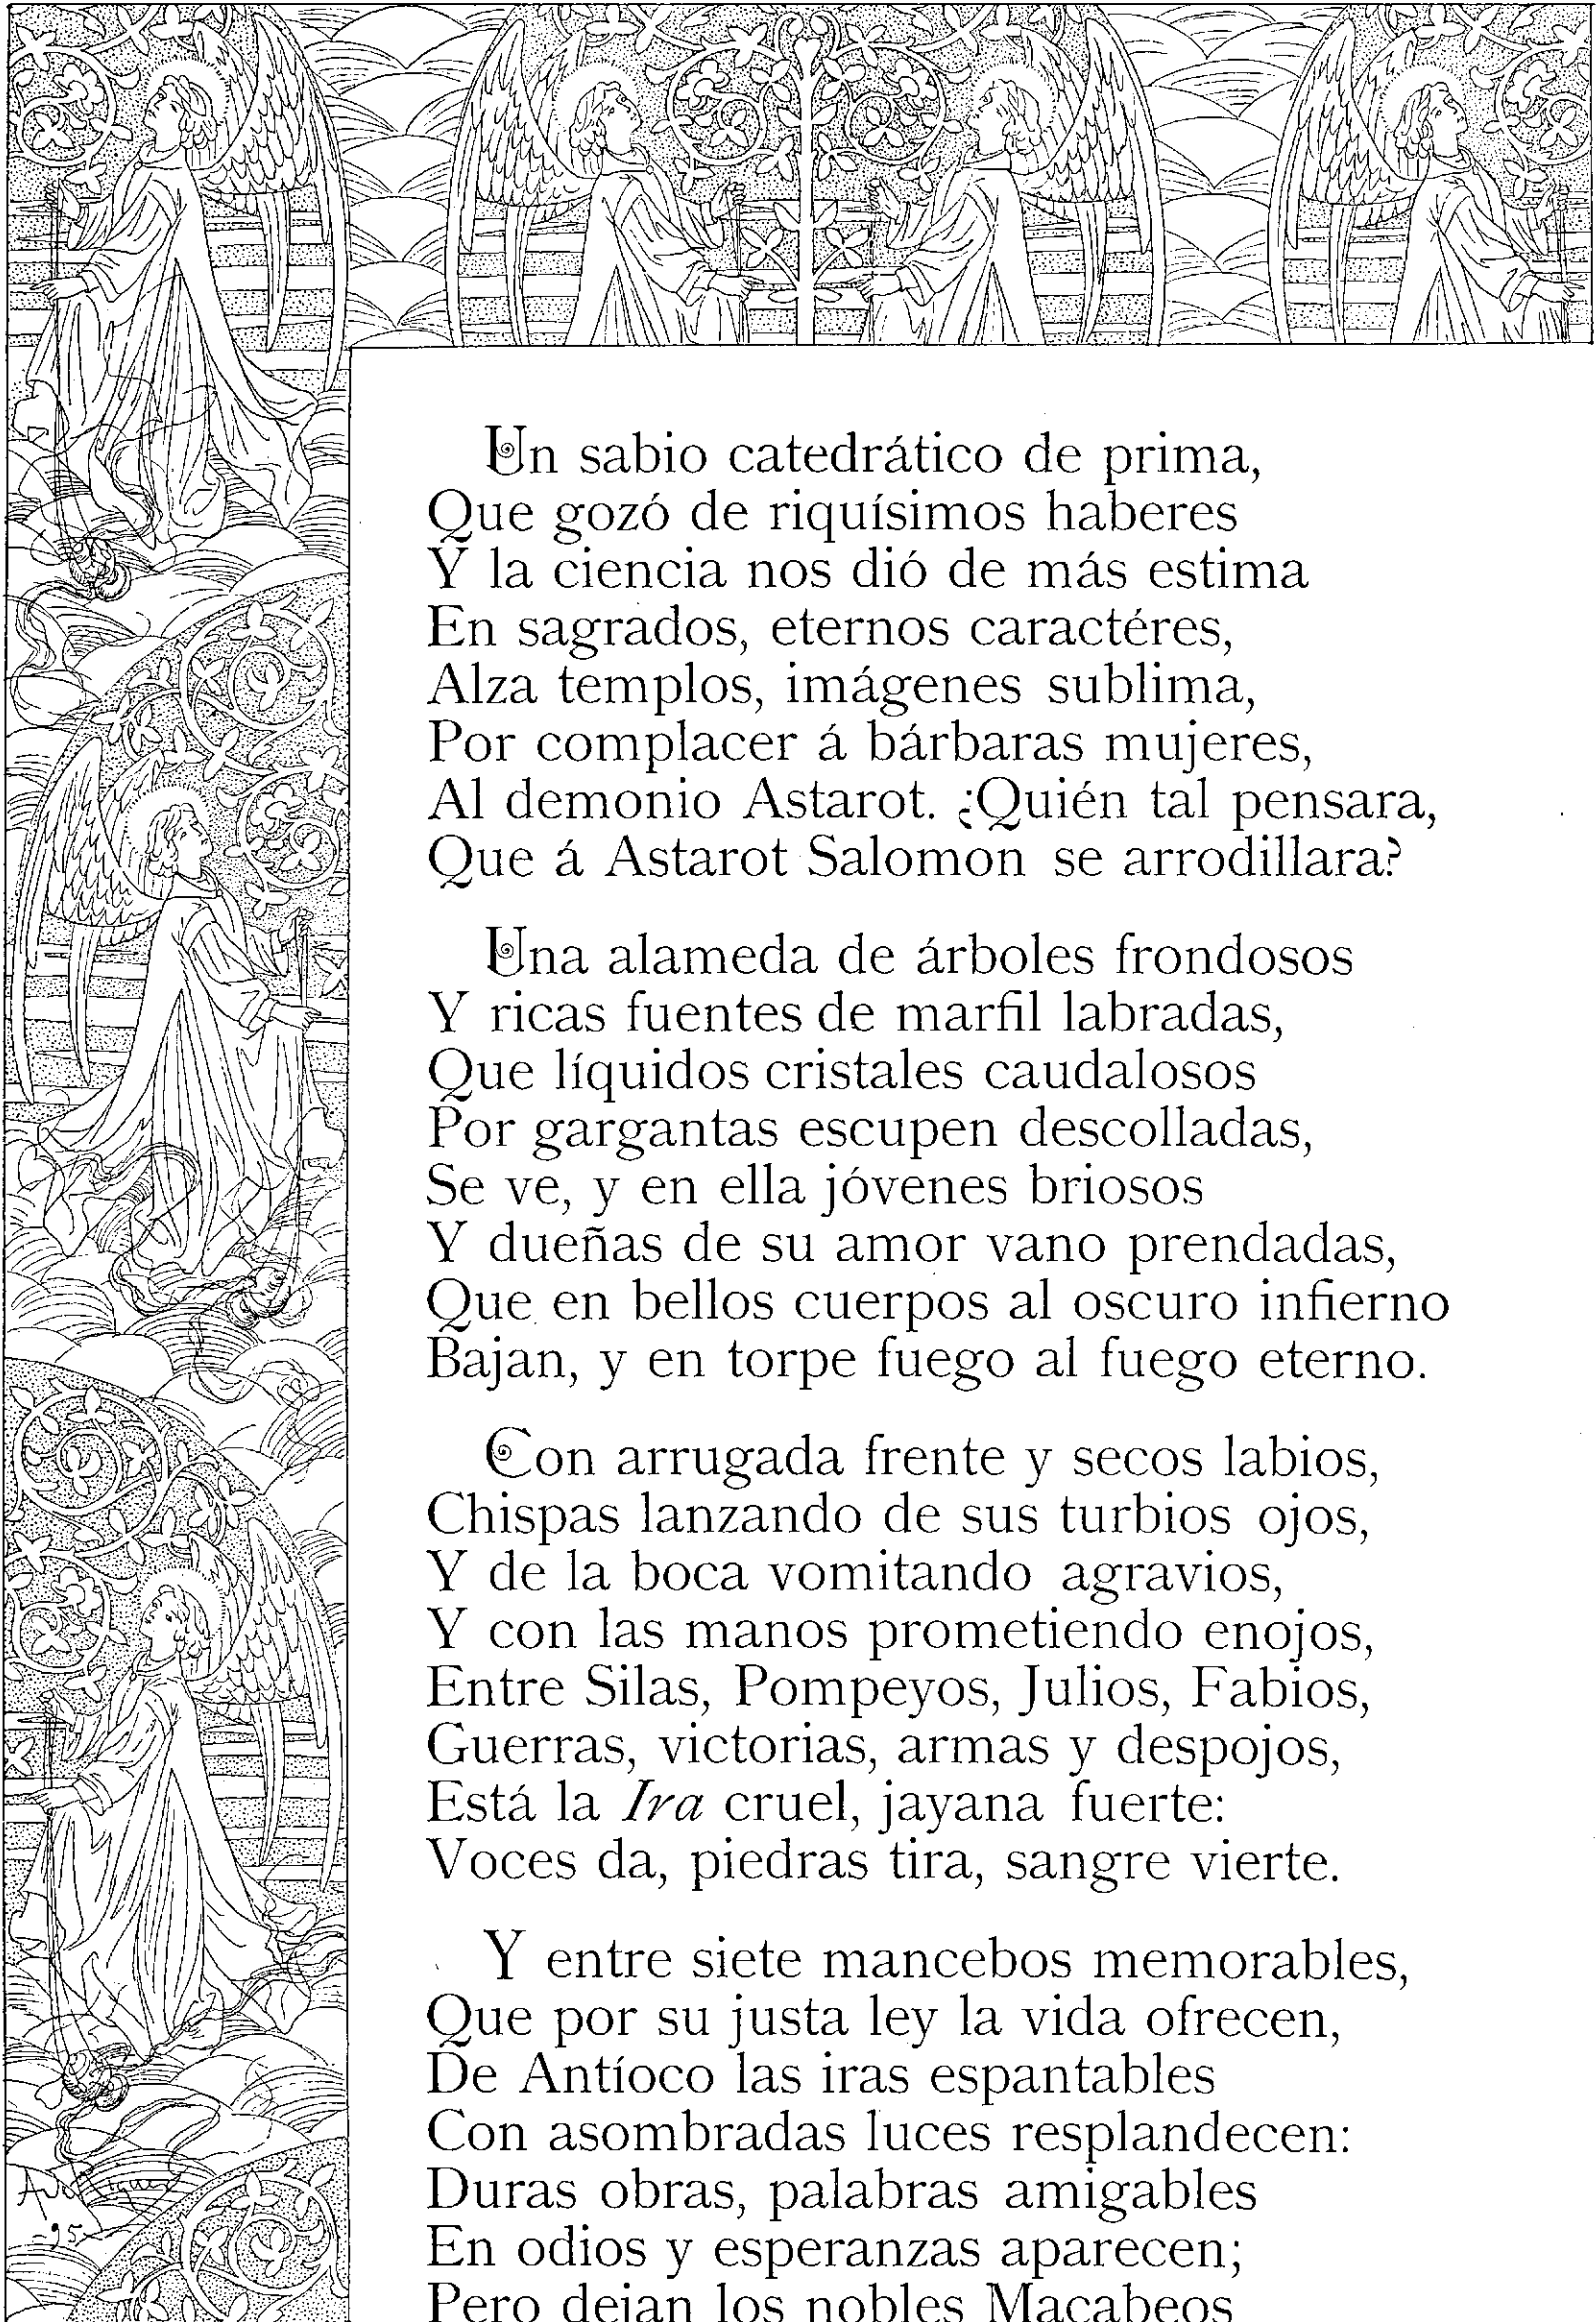 Un sabio catedrático de prima,
Que gozó de riquísimos haberes
Y la ciencia nos dió de más estima
En sagrados, eternos caractéres,
Alza templos, imágenes sublima,
Por complacer á bárbaras mujeres,
Al demonio Astarot. ¿Quién tal pensara,
Que á Astarot Salomon se arrodillara?
Una alameda de árboles frondosos
Y ricas fuentes de marfil labradas,
Que líquidos cristales caudalosos
Por gargantas escupen descolladas,
Se ve, y en ella jóvenes briosos
Y dueñas de su amor vano prendadas,
Que en bellos cuerpos al oscuro infierno
Bajan, y en torpe fuego al fuego eterno.
Con arrugada frente y secos labios,
Chispas lanzando de sus turbios ojos,
Y de la boca vomitando agravios,
Y con las manos prometiendo enojos,
Entre Silas, Pompeyos, Julios, Fabios,
Guerras, victorias, armas y despojos,
Está la Ira cruel, jayana fuerte:
Voces da, piedras tira, sangre vierte.
Y entre siete mancebos memorables,
Que por su justa ley la vida ofrecen,
De Antíoco las iras espantables
Con asombradas luces resplandecen:
Duras obras, palabras amigables
En odios y esperanzas aparecen;
Pero dejan los nobles Macabeos
-95-